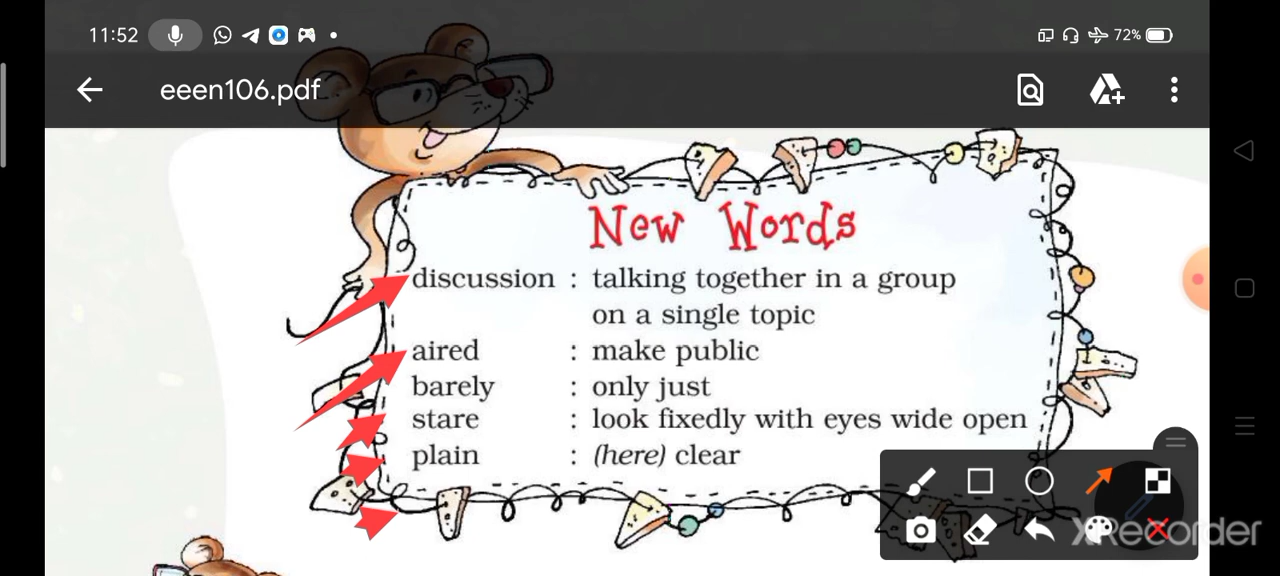 11:52
72%
eeen106.pdf
New Words
discussion : talking together in a group
on a single topic
aired : make public
barely : only just
stare : look fixedly with eyes wide open
plain : (here) clear
XRecorder